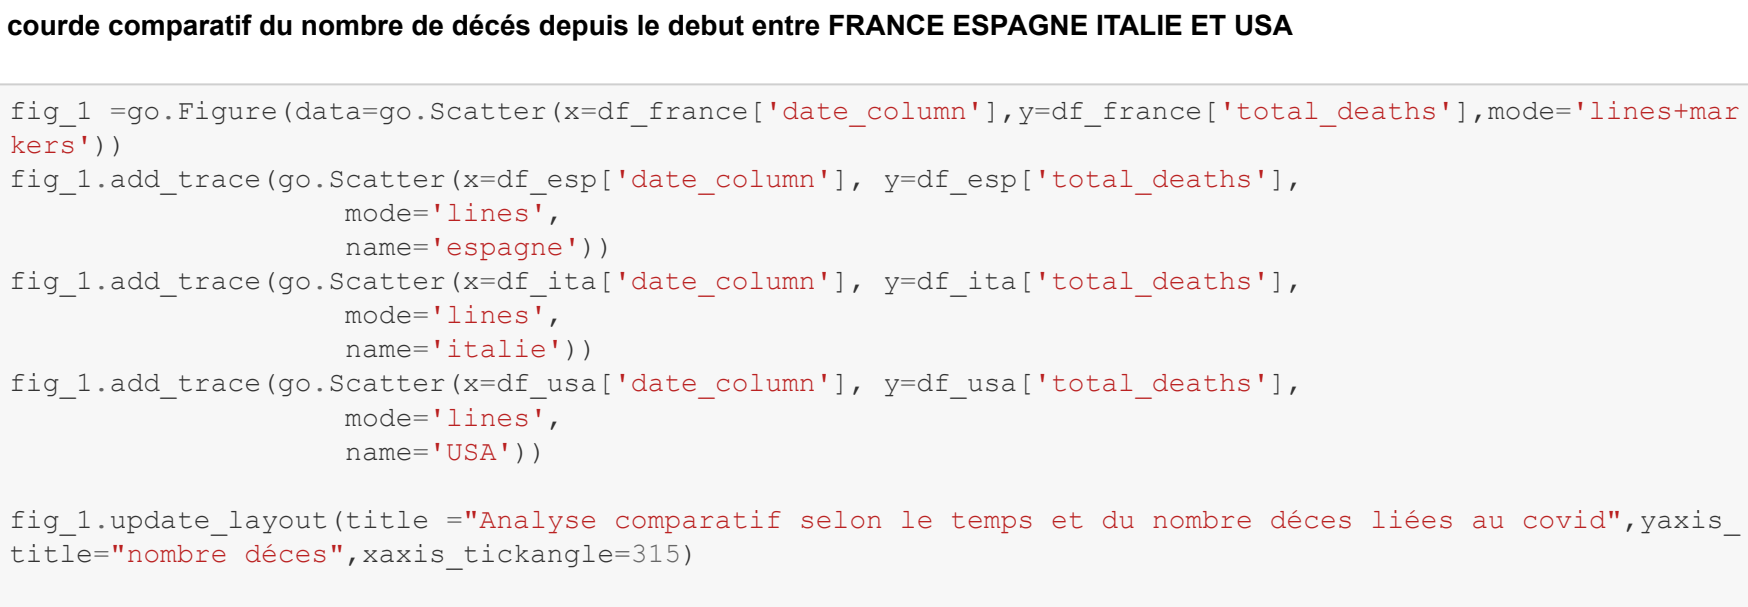 courde comparatif du nombre de décés depuis le debut entre FRANCE ESPAGNE ITALIE ET USA
fig_1 =go.Figure(data=go.Scatter(x=df_france['date_column'],y=df_france['total_deaths'],mode='lines+mar
kers'))
fig_1.add_trace(go.Scatter(x=df_esp['date_column'], y=df_esp['total_deaths'],
                    mode='lines',
                    name='espagne'))
fig_1.add_trace(go.Scatter(x=df_ita['date_column'], y=df_ita['total_deaths'],
                    mode='lines',
                    name='italie'))
fig_1.add_trace(go.Scatter(x=df_usa['date_column'], y=df_usa['total_deaths'],
                    mode='lines',
                    name='USA'))
fig_1.update_layout(title ="Analyse comparatif selon le temps et du nombre déces liées au covid",yaxis_
title="nombre déces",xaxis_tickangle=315)